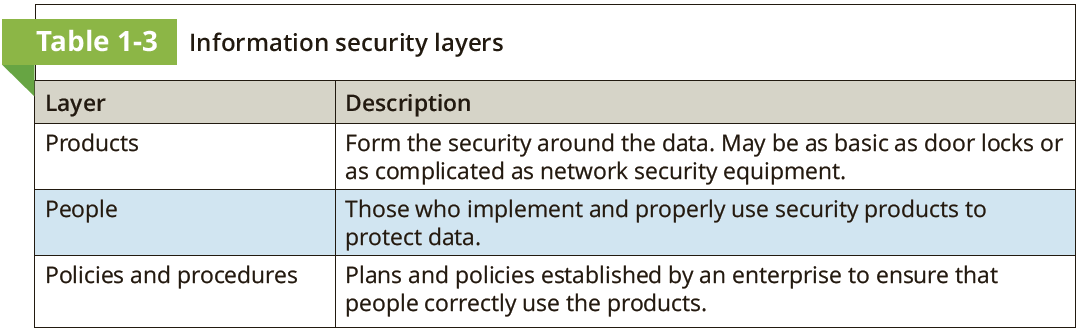 Table 1-3 Information security layers
Layer Description
Products Form the security around the data. May be as basic as door locks or
as complicated as network security equipment.
People Those who implement and properly use security products to
protect data.
Policies and procedures Plans and policies established by an enterprise to ensure that
people correctly use the products.